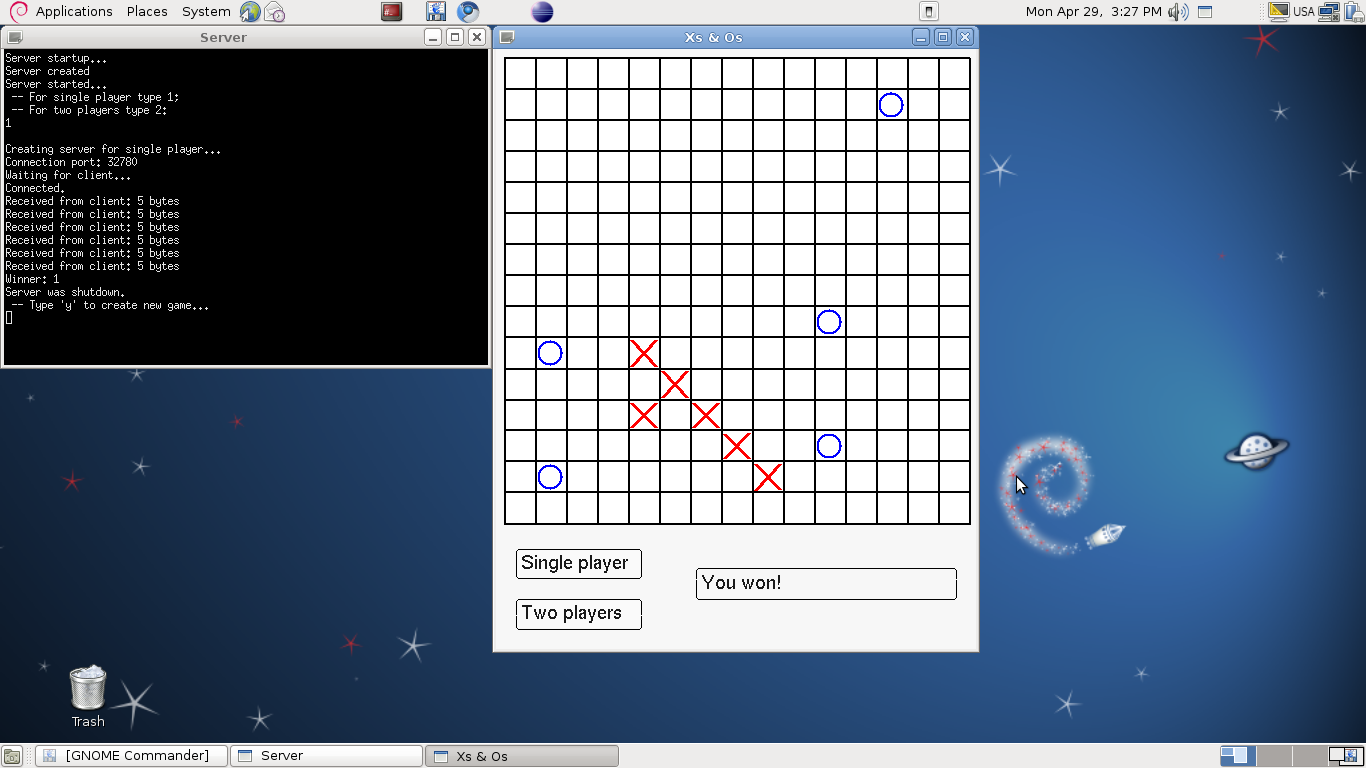 Applications Places System
Mon Apr 29, 3:27 PM
USA
Server
Server startup...
Server created
Server started...
-- For single player type 1;
-- For two players type 2:
1
Creating server for single player...
Connection port: 32780
Waiting for client...
Connected.
Received from client: 5 bytes
Received from client: 5 bytes
Received from client: 5 bytes
Received from client: 5 bytes
Received from client: 5 bytes
Received from client: 5 bytes
Winner: 1
Server was shutdown.
-- Type 'y' to create new game...
Xs & Os
Single player
You won!
Two players
Trash
[GNOME Commander]
Server
Xs & Os